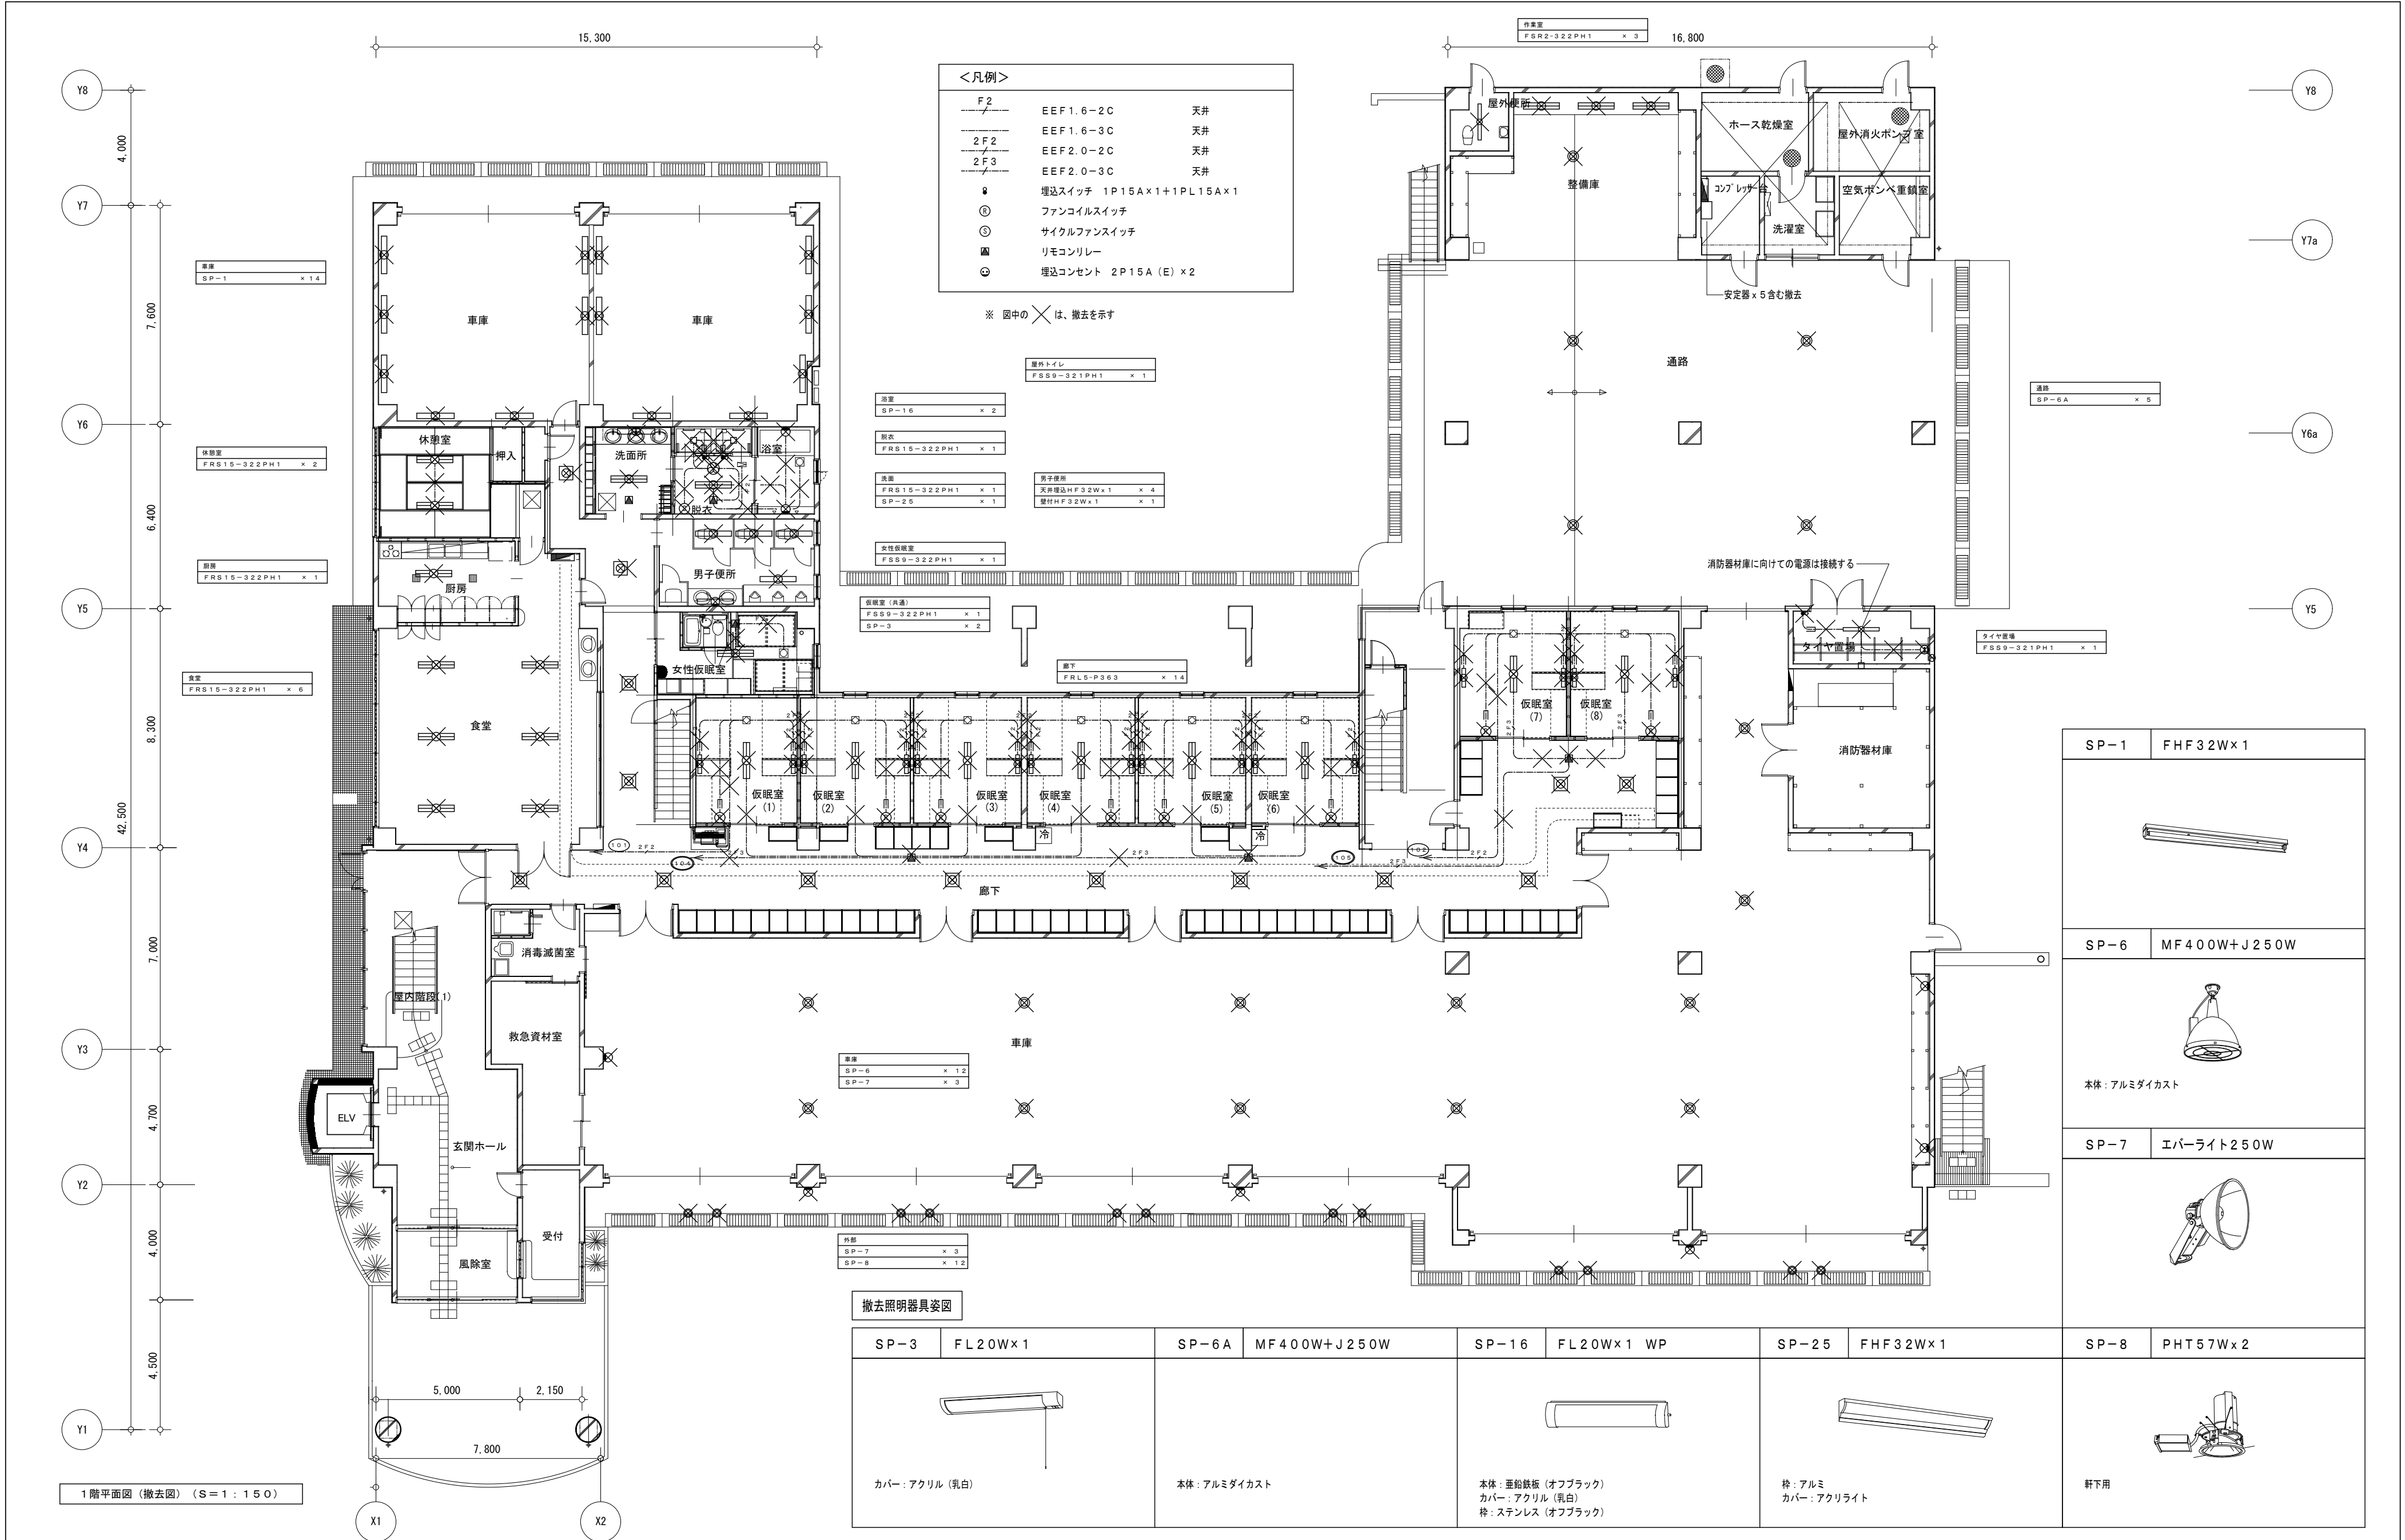 15,300
16,800
作業室
FSR2-322PH1 × 3
Y8
Y7
Y6
Y5
Y4
Y3
Y2
Y1
4,000
7,600
6,400
8,300
42,500
7,000
4,700
4,000
4,500
Y8
Y7a
Y6a
Y5
<凡例>
F2 EEF1.6-2C 天井
EEF1.6-3C 天井
2F2 EEF2.0-2C 天井
2F3 EEF2.0-3C 天井
埋込スイッチ 1P15A×1+1PL15A×1
R ファンコイルスイッチ
S サイクルファンスイッチ
リモコンリレー
埋込コンセント 2P15A(E)×2
※ 図中の は、撤去を示す
車庫
SP-1 × 14
休憩室
FRS15-322PH1 × 2
厨房
FRS15-322PH1 × 1
食堂
FRS15-322PH1 × 6
屋外トイレ
FSS9-321PH1 × 1
浴室
SP-16 × 2
脱衣
FRS15-322PH1 × 1
洗面
FRS15-322PH1 × 1
SP-25 × 1
男子便所
天井埋込HF32Wx1 × 4
壁付HF32Wx1 × 1
女性仮眠室
FSS9-322PH1 × 1
仮眠室(共通)
FSS9-322PH1 × 1
SP-3 × 2
廊下
FRL5-P363 × 14
通路
SP-6A × 5
タイヤ置場
FSS9-321PH1 × 1
車庫
SP-6 × 12
SP-7 × 3
外部
SP-7 × 3
SP-8 × 12
車庫
車庫
休憩室
押入
洗面所
浴室
脱衣
厨房
男子便所
女性仮眠室
食堂
仮眠室
(1)
仮眠室
(2)
仮眠室
(3)
仮眠室
(4)
仮眠室
(5)
仮眠室
(6)
仮眠室
(7)
仮眠室
(8)
冷
冷
101
2F2
104
2F3
2F3
105
2F3
102
2F2
2F3
2F3
廊下
屋外便所
整備庫
ホース乾燥室
屋外消火ポンプ室
コンプレッサー台
洗濯室
空気ボンベ重鎮室
安定器x5含む撤去
通路
消防器材庫に向けての電源は接続する
タイヤ置場
消防器材庫
消毒滅菌室
屋内階段(1)
救急資材室
車庫
ELV
玄関ホール
受付
風除室
5,000
2,150
7,800
X1
X2
1階平面図(撤去図)(S=1:150)
撤去照明器具姿図
SP-1 FHF32W×1
SP-6 MF400W+J250W
本体:アルミダイカスト
SP-7 エバーライト250W
SP-3 FL20W×1
カバー:アクリル(乳白)
SP-6A MF400W+J250W
本体:アルミダイカスト
SP-16 FL20W×1 WP
本体:亜鉛鉄板(オフブラック)
カバー:アクリル(乳白)
枠:ステンレス(オフブラック)
SP-25 FHF32W×1
枠:アルミ
カバー:アクリライト
SP-8 PHT57Wx2
軒下用